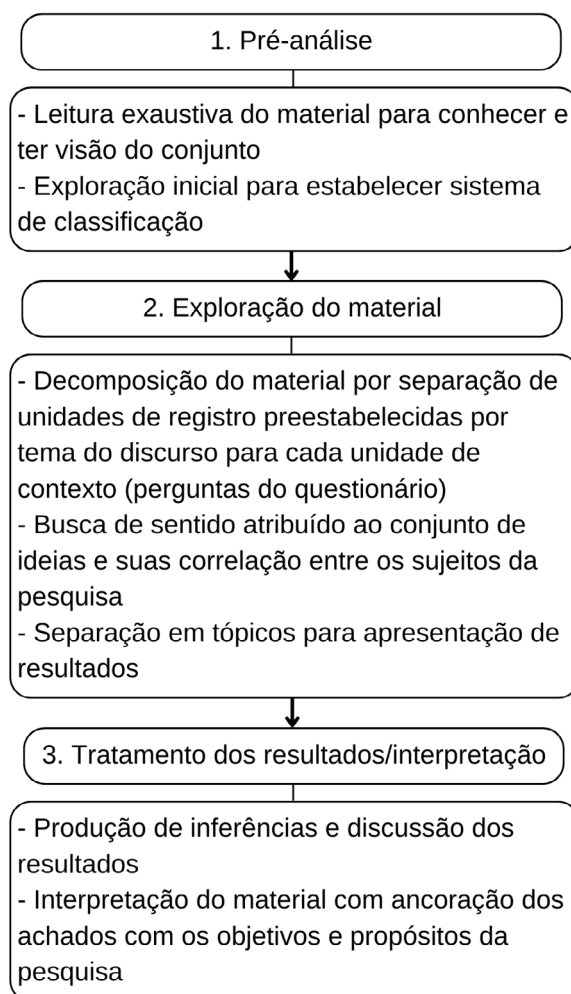 1. Pré-análise
- Leitura exaustiva do material para conhecer e
ter visão do conjunto
- Exploração inicial para estabelecer sistema
de classificação
2. Exploração do material
- Decomposição do material por separação de
unidades de registro preestabelecidas por
tema do discurso para cada unidade de
contexto (perguntas do questionário)
- Busca de sentido atribuído ao conjunto de
ideias e suas correlação entre os sujeitos da
pesquisa
- Separação em tópicos para apresentação de
resultados
3. Tratamento dos resultados/interpretação
- Produção de inferências e discussão dos
resultados
- Interpretação do material com ancoração dos
achados com os objetivos e propósitos da
pesquisa